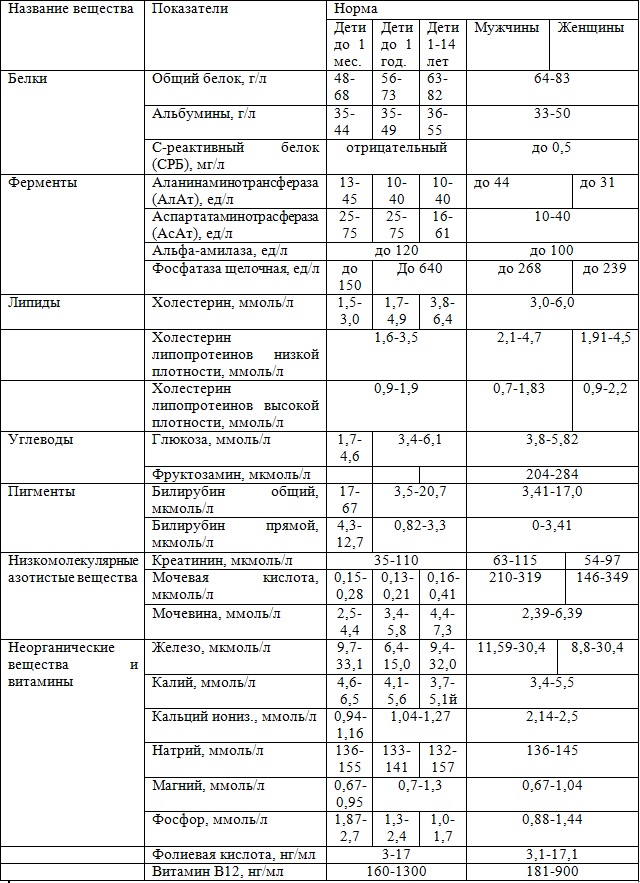 Название вещества Показатели Норма
Дети до 1 мес. Дети до 1 год. Дети 1-14 лет Мужчины Женщины
Белки Общий белок, г/л 48-68 56-73 63-82 64-83
Альбумины, г/л 35-44 35-49 36-55 33-50
С-реактивный белок (СРБ), мг/л отрицательный до 0,5
Ферменты Аланинаминотрансфераза (АлАт), ед/л 13-45 10-40 10-40 до 44 до 31
Аспартатаминотрасфераза (АсАт), ед/л 25-75 25-75 16-61 10-40
Альфа-амилаза, ед/л до 120 до 100
Фосфатаза щелочная, ед/л до 150 До 640 до 268 до 239
Липиды Холестерин, ммоль/л 1,5-3,0 1,7-4,9 3,8-6,4 3,0-6,0
Холестерин липопротеинов низкой плотности, ммоль/л 1,6-3,5 2,1-4,7 1,91-4,5
Холестерин липопротеинов высокой плотности, ммоль/л 0,9-1,9 0,7-1,83 0,9-2,2
Углеводы Глюкоза, ммоль/л 1,7-4,6 3,4-6,1 3,8-5,82
Фруктозамин, мкмоль/л 204-284
Пигменты Билирубин общий, мкмоль/л 17-67 3,5-20,7 3,41-17,0
Билирубин прямой, мкмоль/л 4,3-12,7 0,82-3,3 0-3,41
Низкомолекулярные азотистые вещества Креатинин, мкмоль/л 35-110 63-115 54-97
Мочевая кислота, мкмоль/л 0,15-0,28 0,13-0,21 0,16-0,41 210-319 146-349
Мочевина, ммоль/л 2,5-4,4 3,4-5,8 4,4-7,3 2,39-6,39
Неорганические вещества и витамины Железо, мкмоль/л 9,7-33,1 6,4-15,0 9,4-32,0 11,59-30,4 8,8-30,4
Калий, ммоль/л 4,6-6,5 4,1-5,6 3,7-5,1й 3,4-5,5
Кальций иониз., ммоль/л 0,94-1,16 1,04-1,27 2,14-2,5
Натрий, ммоль/л 136-155 133-141 132-157 136-145
Магний, ммоль/л 0,67-0,95 0,7-1,3 0,67-1,04
Фосфор, ммоль/л 1,87-2,7 1,3-2,4 1,0-1,7 0,88-1,44
Фолиевая кислота, нг/мл 3-17 3,1-17,1
Витамин В12, нг/мл 160-1300 181-900